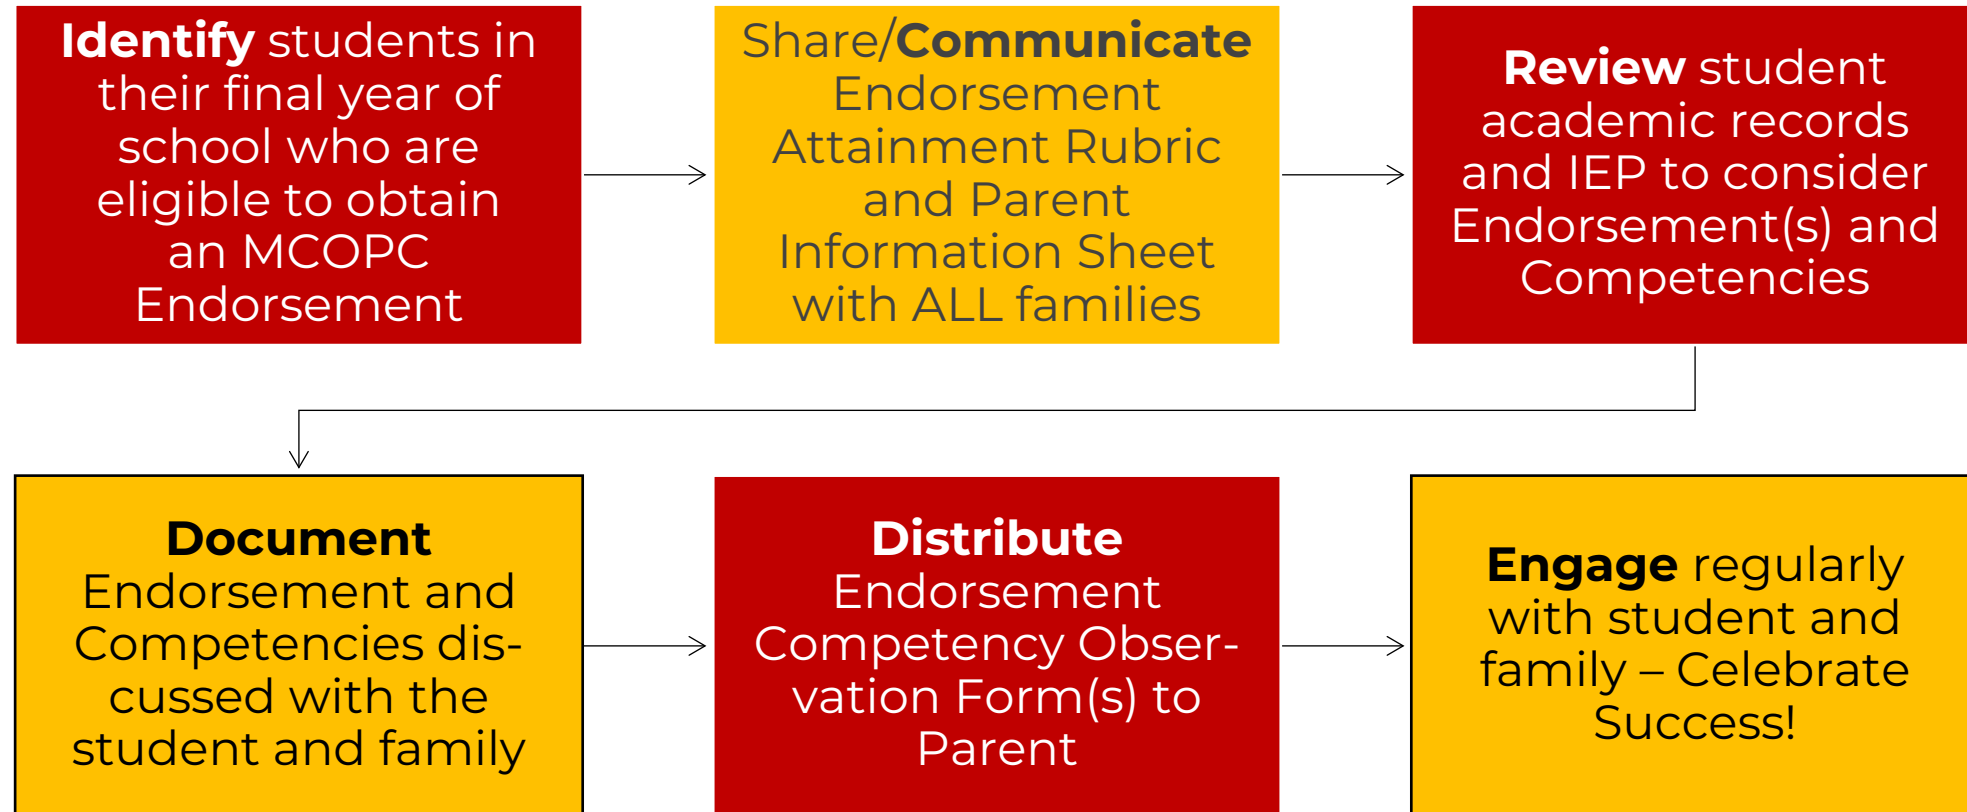 Identify students in
their final year of
school who are
eligible to obtain
an MCOPC
Endorsement
Share/Communicate
Endorsement
Attainment Rubric
and Parent
Information Sheet
with ALL families
Review student
academic records
and IEP to consider
Endorsement(s) and
Competencies
Document
Endorsement and
Competencies dis-
cussed with the
student and family
Distribute
Endorsement
Competency Obser-
vation Form(s) to
Parent
Engage regularly
with student and
family – Celebrate
Success!